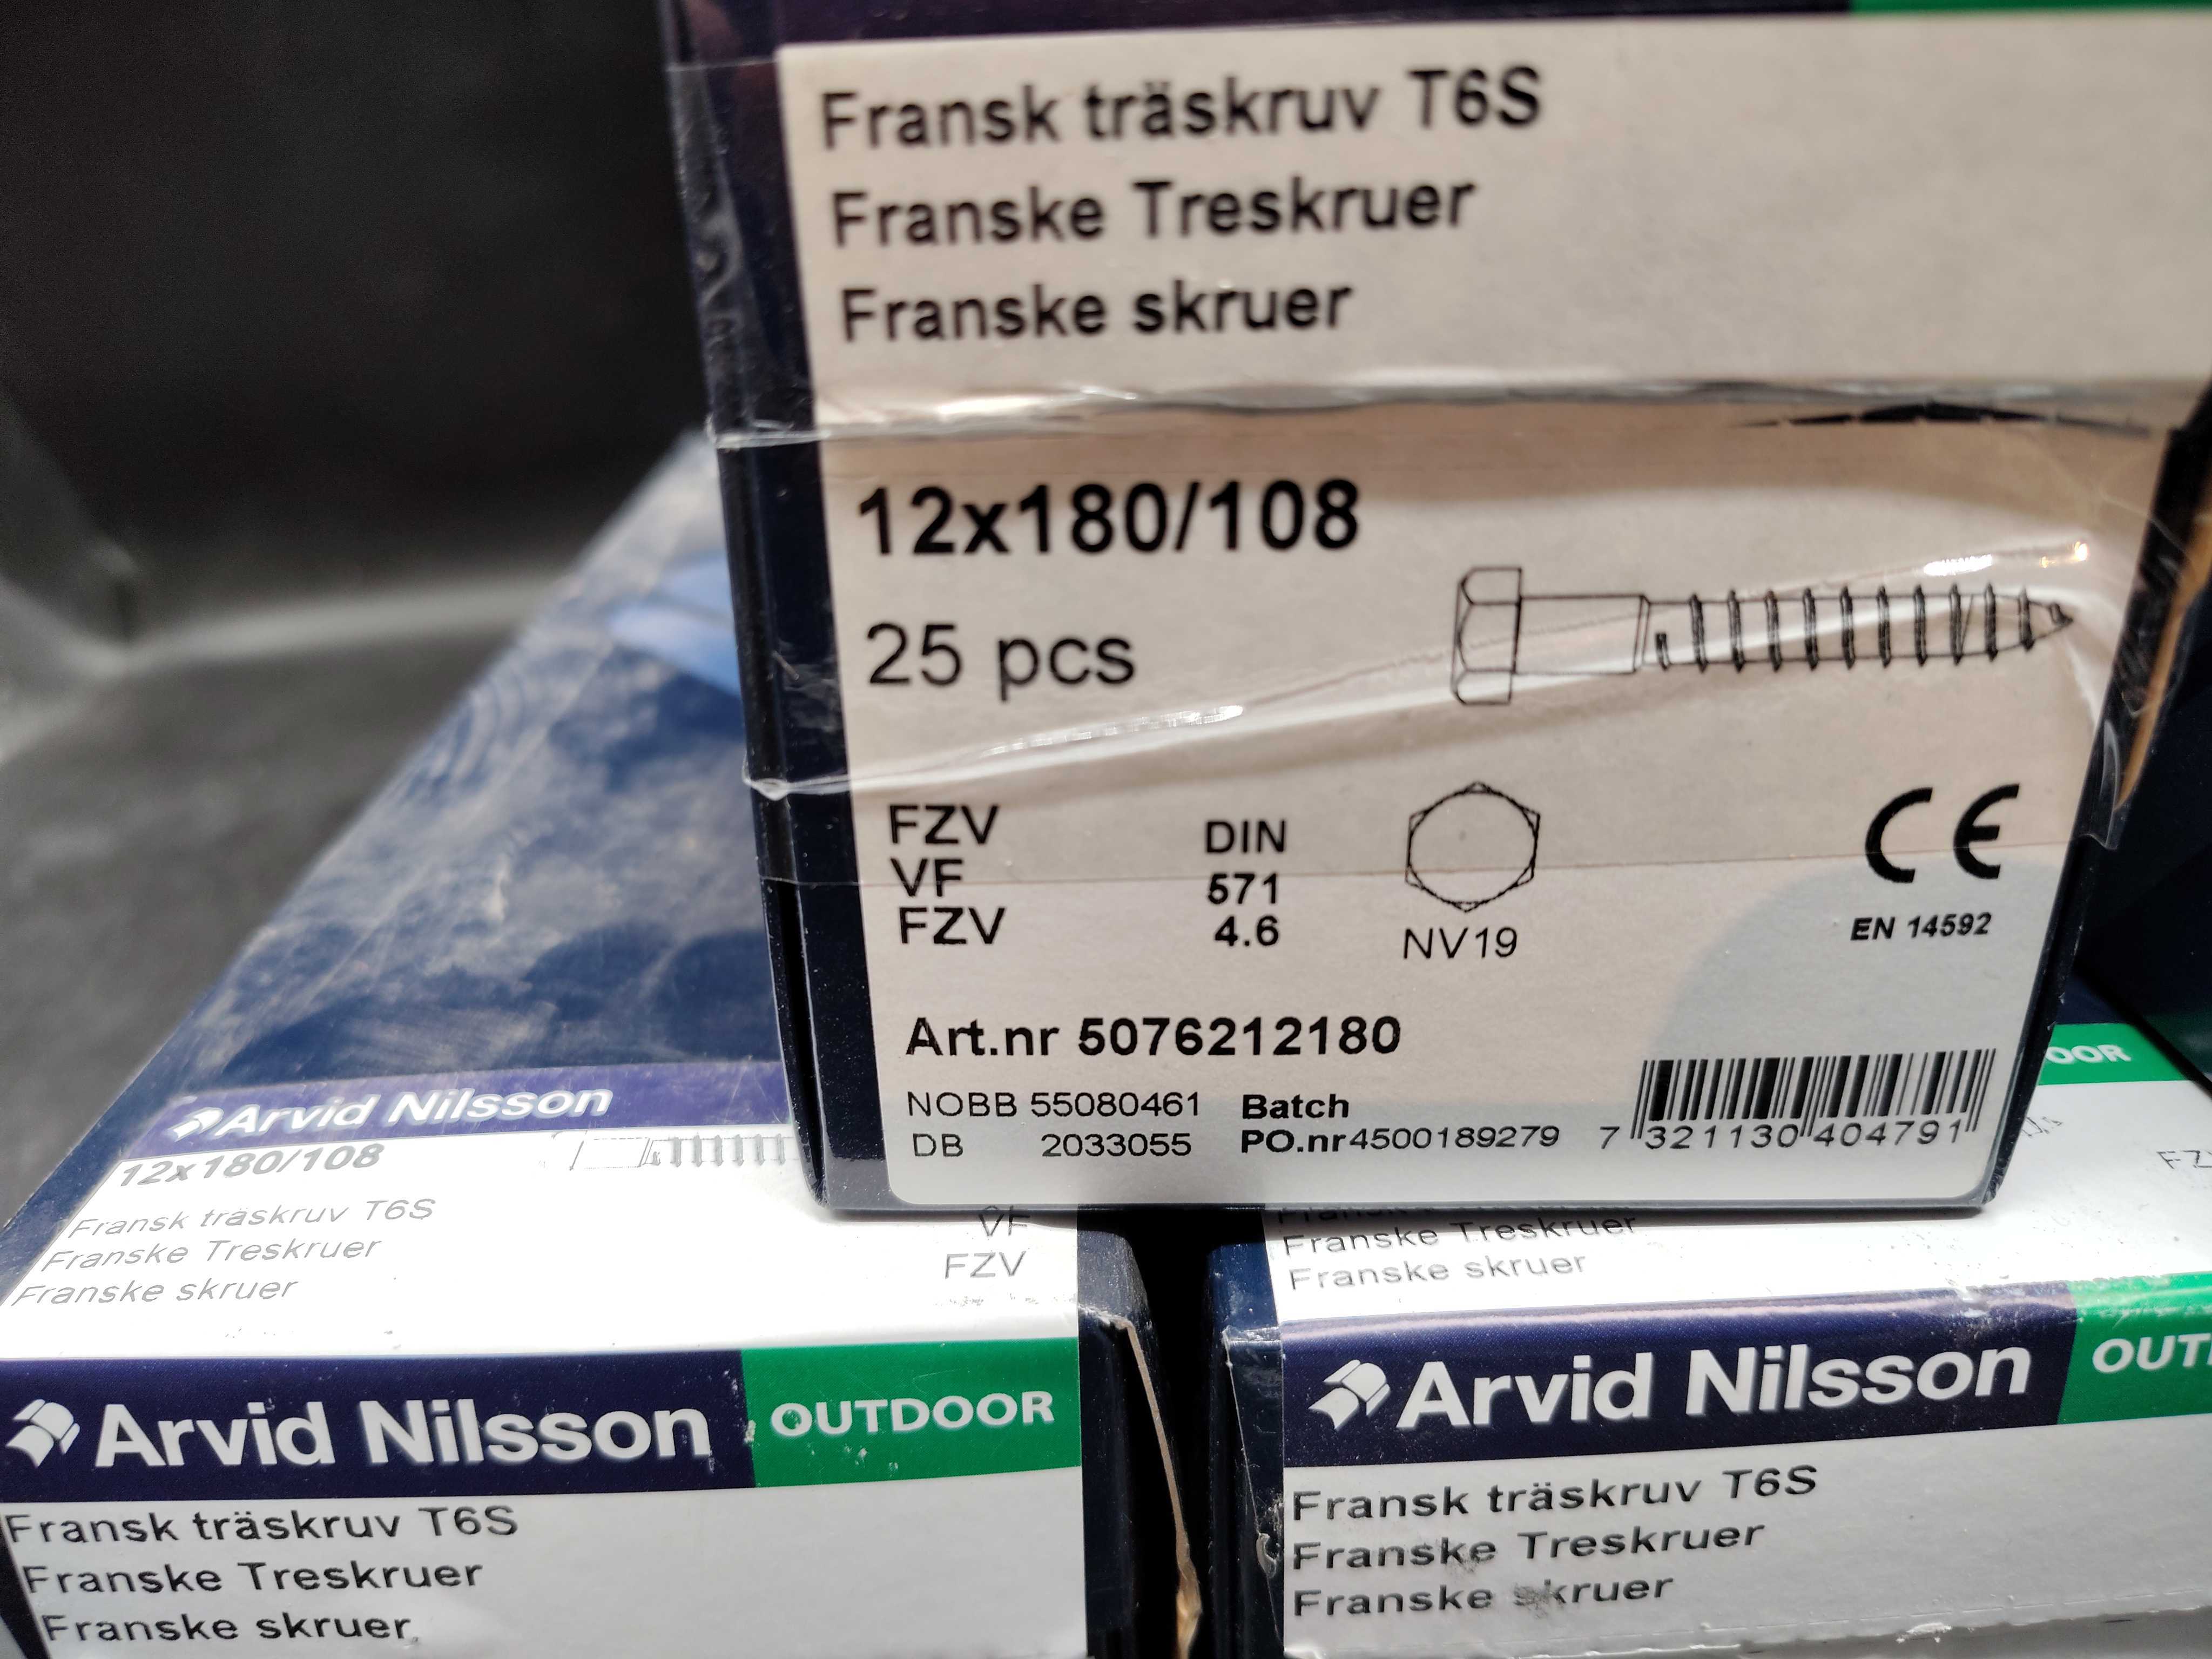 Fransk träskruv T6S
Franske Treskruer
Franske skruer
12x180/108
25 pcs
FZV
VF
FZV
DIN
571
4.6
NV19
CE
EN 14592
Art.nr 5076212180
NOBB 55080461
DB 2033055
Batch
PO.nr4500189279
7 321130 404791
Arvid Nilsson
12x180/108
Fransk träskruv T6S
Franske Treskruer
Franske skruer
VF
FZV
Arvid Nilsson OUTDOOR
Fransk träskruv T6S
Franske Treskruer
Franske skruer
Franske Treskruer
Franske skruer
Arvid Nilsson
Fransk träskruv T6S
Franske Treskruer
Franske skruer